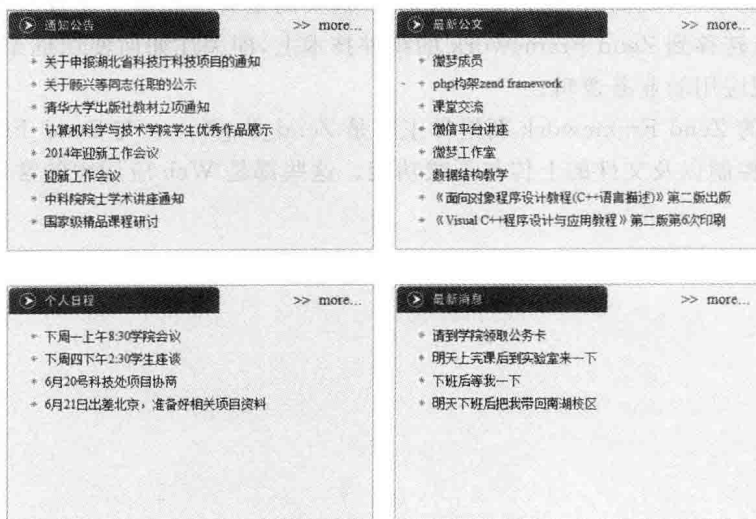 通知公告 >> more...
关于申报湖北省科技厅科技项目的通知
关于顾兴等同志任职的公示
清华大学出版社教材立项通知
计算机科学与技术学院学生优秀作品展示
2014年迎新工作会议
迎新工作会议
中科院院士学术讲座通知
国家级精品课程研讨
最新公文 >> more...
微梦成员
php构架zend framework
课堂交流
微信平台讲座
微梦工作室
数据结构教学
《面向对象程序设计教程(C++语言描述)》第二版出版
《Visual C++程序设计与应用教程》第二版第6次印刷
个人日程 >> more...
下周一上午8:30学院会议
下周四下午2:30学生座谈
6月20号科技处项目协商
6月21日出差北京，准备好相关项目资料
最新消息 >> more...
请到学院领取公务卡
明天上完课后到实验室来一下
下班后等我一下
明天下班后把我带回南湖校区